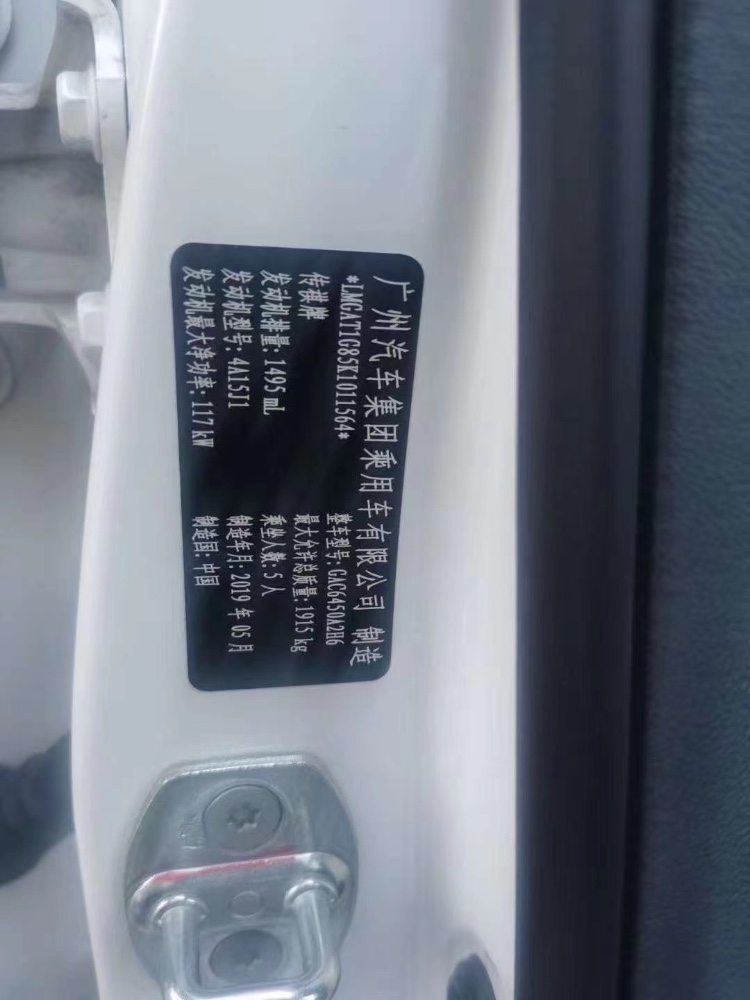 广州汽车集团乘用车有限公司 制造
*LMGAT1G85K1011564*
整车型号: GAC6450A2H6
传祺牌
最大允许总质量: 1915 kg
发动机排量: 1495 mL
乘坐人数: 5 人
发动机型号: 4A15J1
制造年月: 2019 年 05 月
发动机最大净功率: 117 kW
制造国: 中国